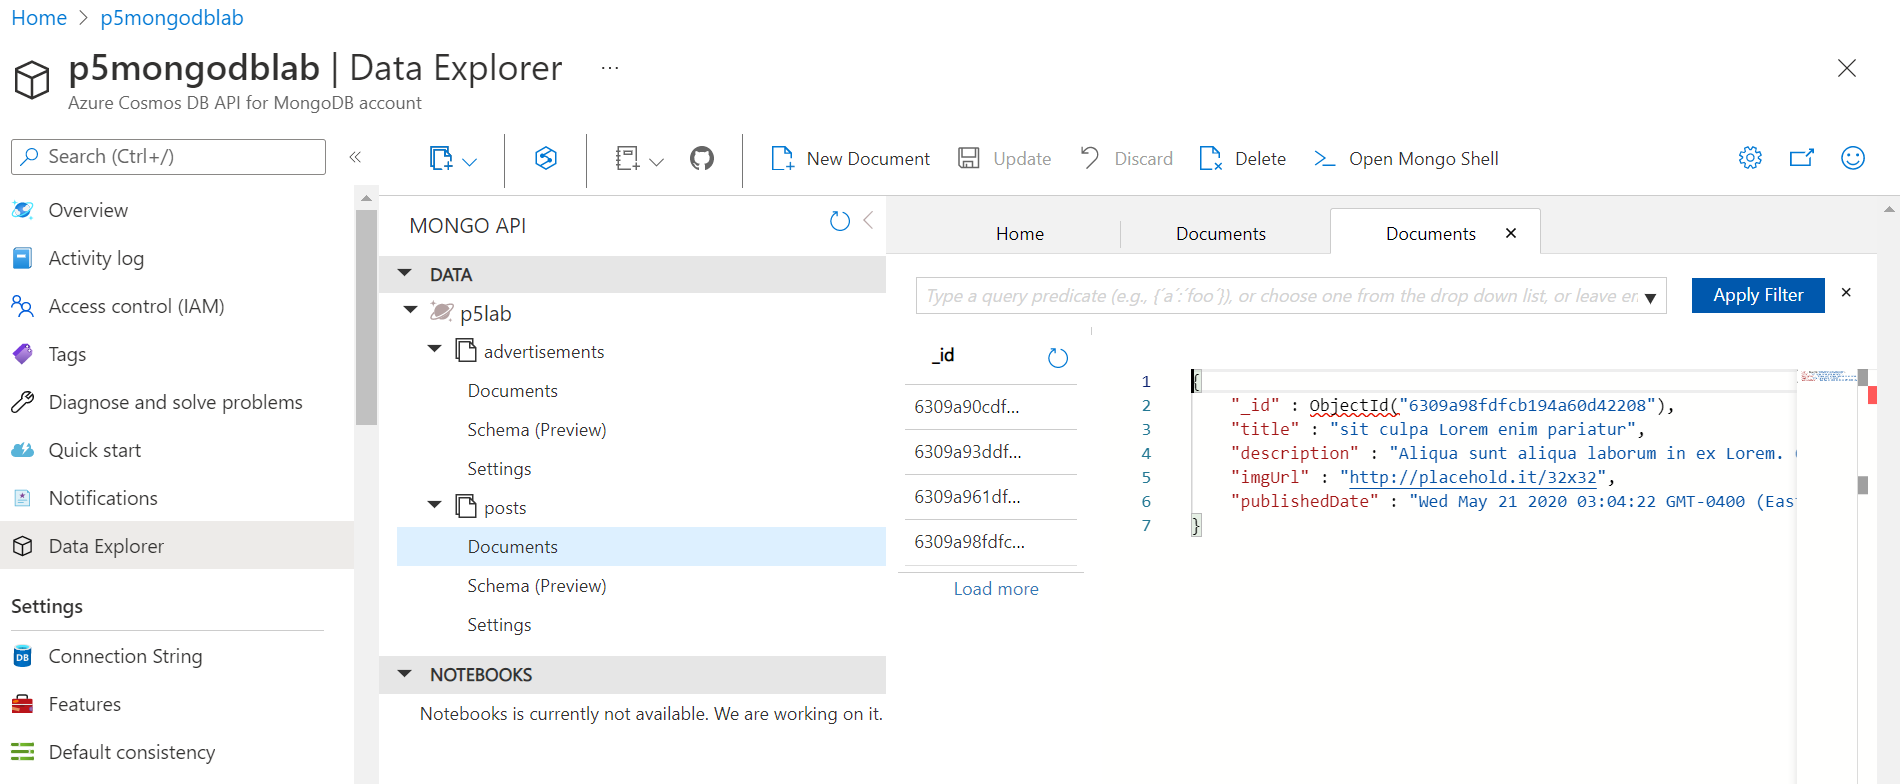 Home > p5mongodblab
p5mongodblab | Data Explorer ...
Azure Cosmos DB API for MongoDB account
Search (Ctrl+/)
«
Overview
Activity log
Access control (IAM)
Tags
Diagnose and solve problems
Quick start
Notifications
Data Explorer
Settings
Connection String
Features
Default consistency
New Document
Update
Discard
Delete
Open Mongo Shell
MONGO API
DATA
p5lab
advertisements
Documents
Schema (Preview)
Settings
posts
Documents
Schema (Preview)
Settings
NOTEBOOKS
Notebooks is currently not available. We are working on it.
Home
Documents
Documents
Type a query predicate (e.g., {´a´:´foo´}), or choose one from the drop down list, or leave
Apply Filter
_id
6309a90cdf...
6309a93ddf...
6309a961df...
6309a98fdfc...
Load more
1 {
2 "_id" : ObjectId("6309a98fdfcb194a60d42208"),
3 "title" : "sit culpa Lorem enim pariatur",
4 "description" : "Aliqua sunt aliqua laborum in ex Lorem.
5 "imgUrl" : "http://placehold.it/32x32",
6 "publishedDate" : "Wed May 21 2020 03:04:22 GMT-0400 (Eas
7 }